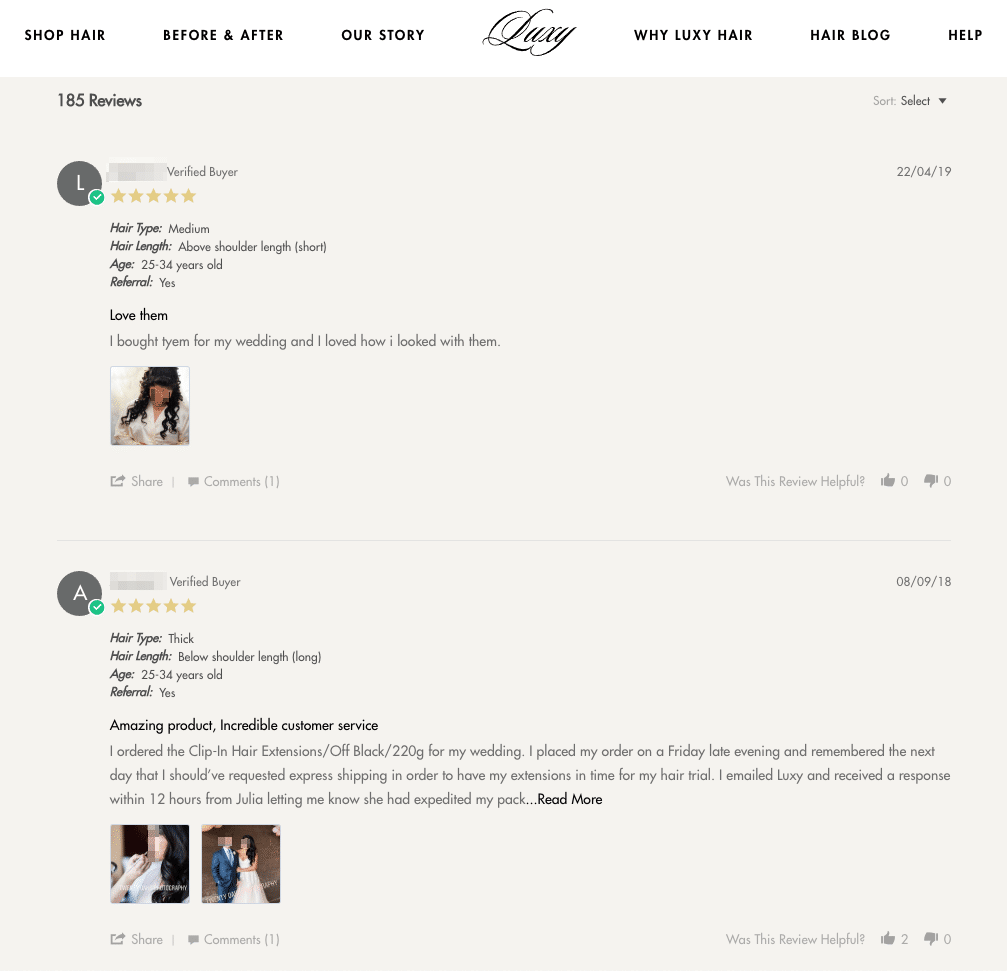 SHOP HAIR BEFORE & AFTER OUR STORY Luxy WHY LUXY HAIR HAIR BLOG HELP
185 Reviews Sort: Select
L Verified Buyer 22/04/19
Hair Type: Medium
Hair Length: Above shoulder length (short)
Age: 25-34 years old
Referral: Yes
Love them
I bought tyem for my wedding and I loved how i looked with them.
Share | Comments (1) Was This Review Helpful? 0 0
A Verified Buyer 08/09/18
Hair Type: Thick
Hair Length: Below shoulder length (long)
Age: 25-34 years old
Referral: Yes
Amazing product, Incredible customer service
I ordered the Clip-In Hair Extensions/Off Black/220g for my wedding. I placed my order on a Friday late evening and remembered the next
day that I should've requested express shipping in order to have my extensions in time for my hair trial. I emailed Luxy and received a response
within 12 hours from Julia letting me know she had expedited my pack...Read More
Share | Comments (1) Was This Review Helpful? 2 0